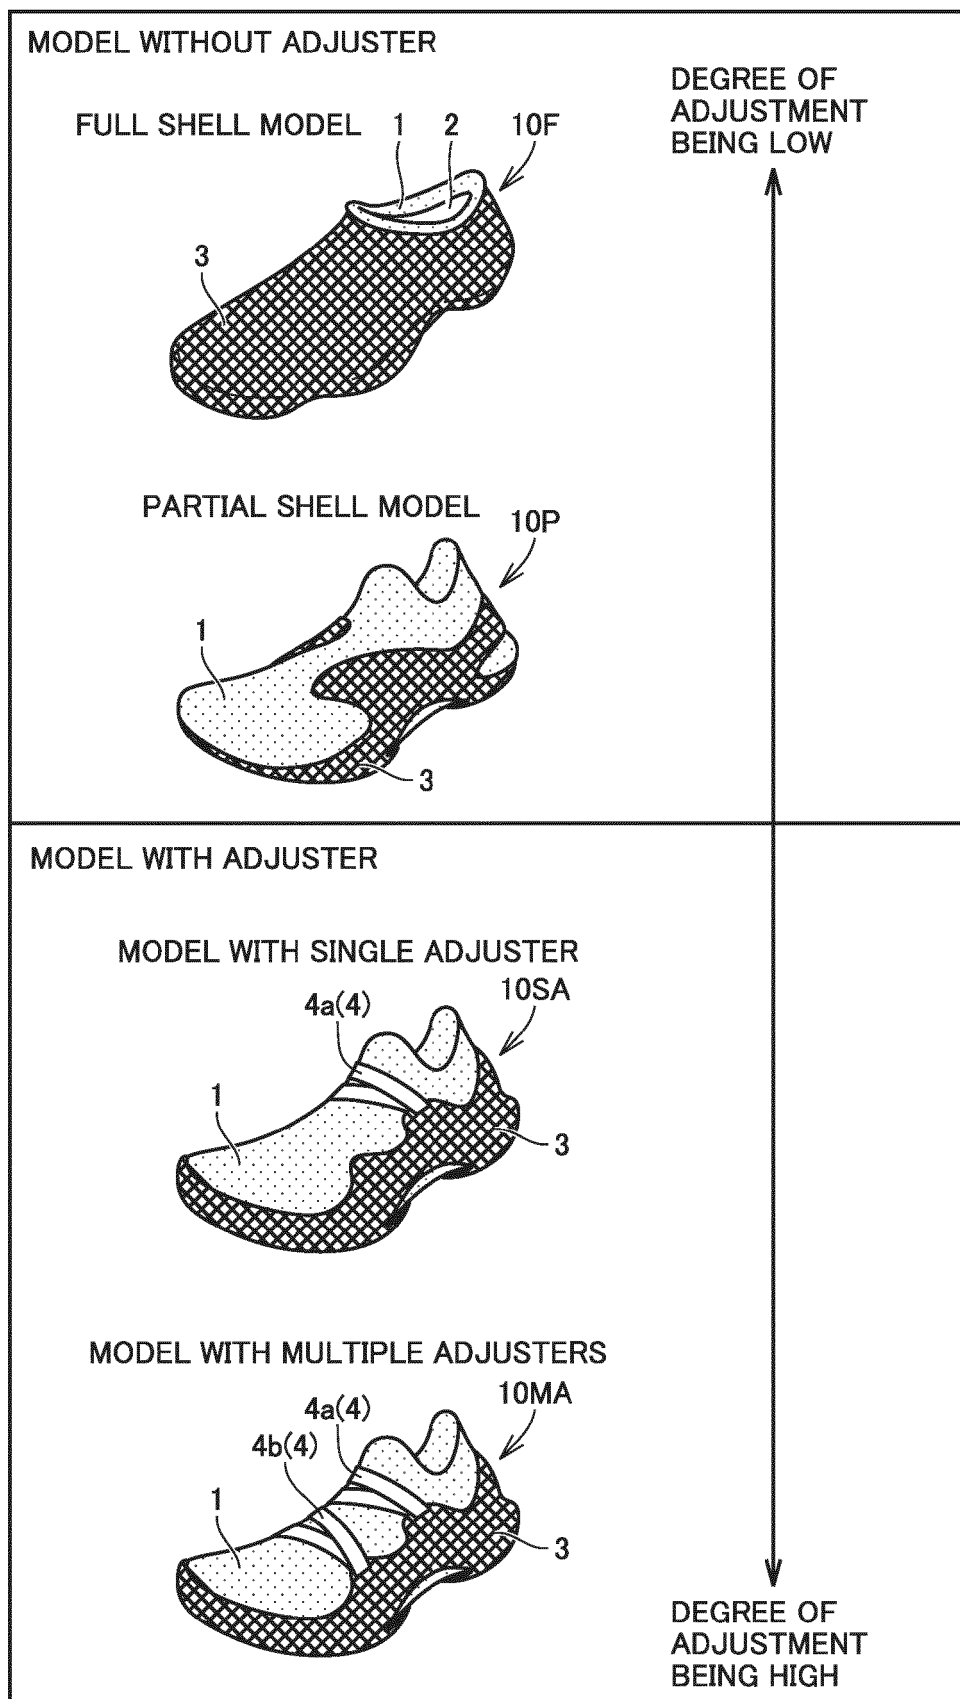 MODEL WITHOUT ADJUSTER
DEGREE OF
ADJUSTMENT
BEING LOW
FULL SHELL MODEL 1 2 10F
3
PARTIAL SHELL MODEL
10P
1
3
MODEL WITH ADJUSTER
MODEL WITH SINGLE ADJUSTER
10SA
4a(4)
1
3
MODEL WITH MULTIPLE ADJUSTERS
10MA
4a(4)
4b(4)
1
3
DEGREE OF
ADJUSTMENT
BEING HIGH